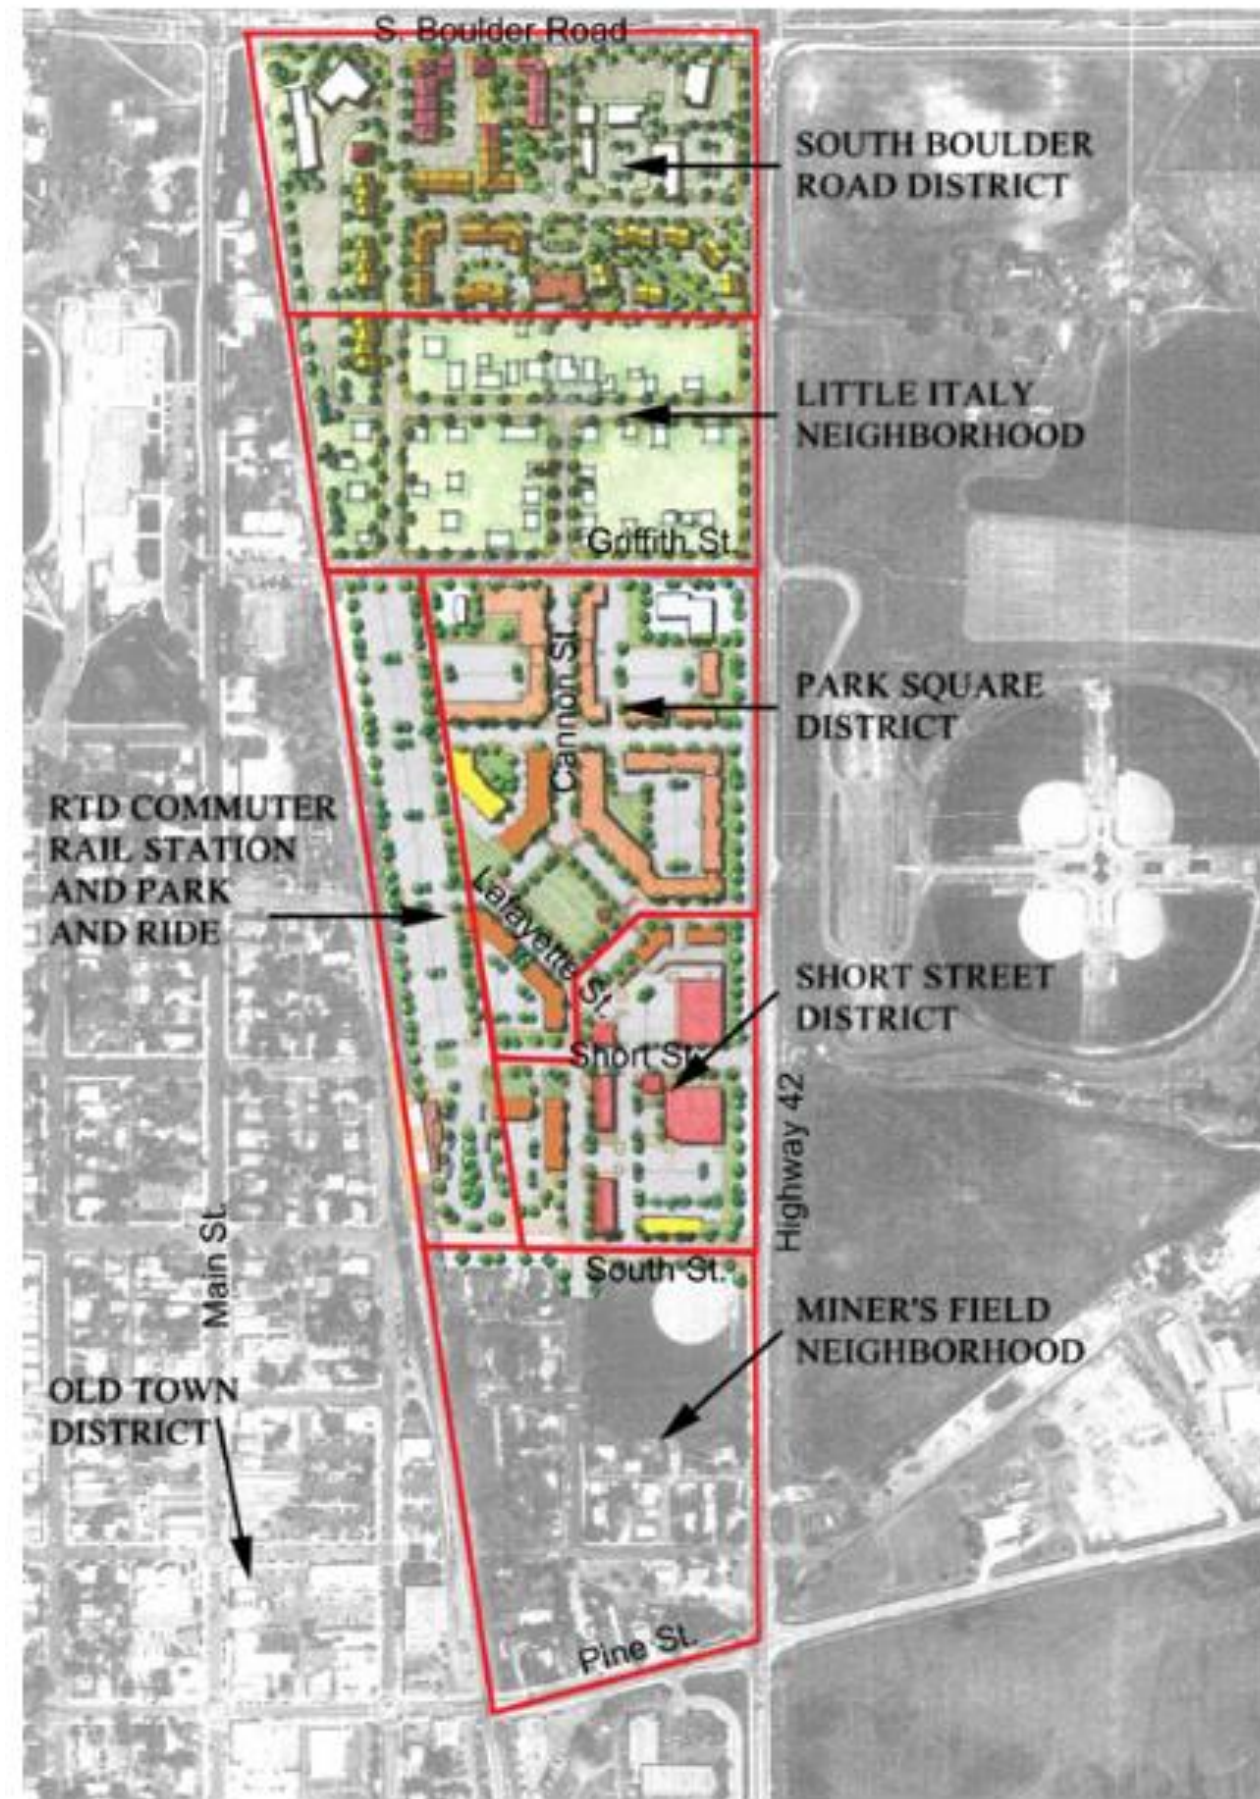 S. Boulder Road
SOUTH BOULDER
ROAD DISTRICT
LITTLE ITALY
NEIGHBORHOOD
Griffith St.
Cannon St.
PARK SQUARE
DISTRICT
RTD COMMUTER
RAIL STATION
AND PARK
AND RIDE
Lafayette St.
SHORT STREET
DISTRICT
Short St.
Highway 42
Main St.
South St.
MINER'S FIELD
NEIGHBORHOOD
OLD TOWN
DISTRICT
Pine St.